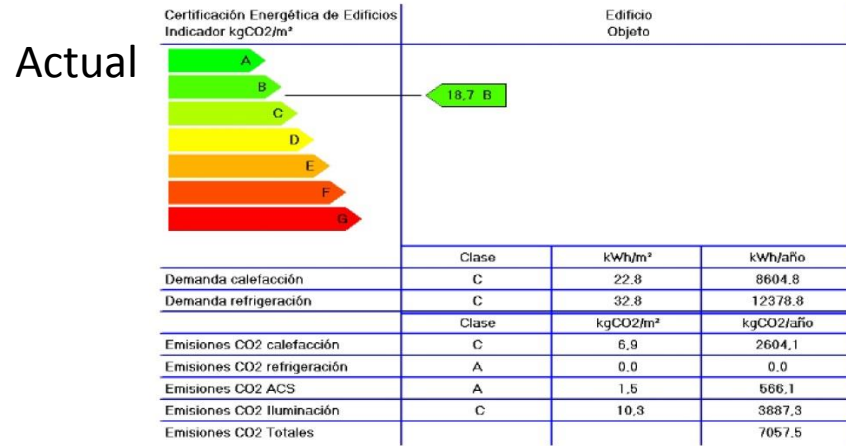 Actual
Certificación Energética de Edificios
Indicador kgCO2/m²
Edificio
Objeto
A
B
18,7 B
C
D
E
F
G
Clase kWh/m² kWh/año
Demanda calefacción C 22.8 8604.8
Demanda refrigeración C 32.8 12378.8
Clase kgCO2/m² kgCO2/año
Emisiones CO2 calefacción C 6,9 2604,1
Emisiones CO2 refrigeración A 0.0 0.0
Emisiones CO2 ACS A 1,5 566,1
Emisiones CO2 Iluminación C 10,3 3887,3
Emisiones CO2 Totales 7057.5